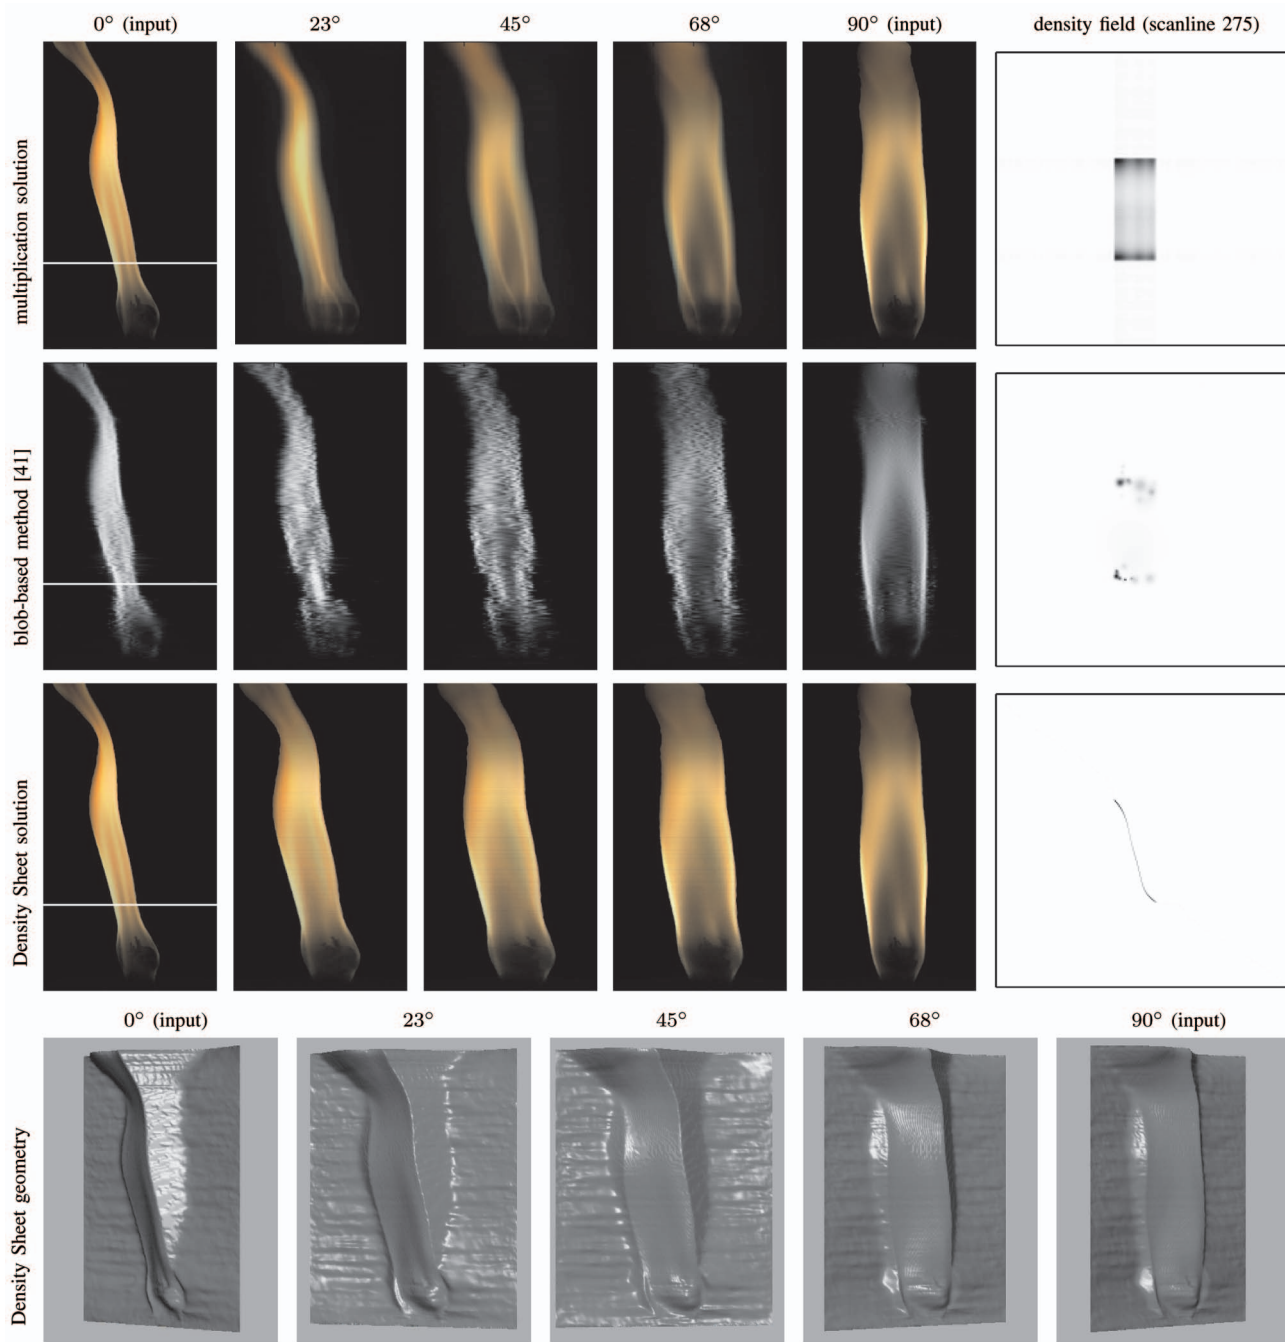 0° (input) 23° 45° 68° 90° (input) density field (scanline 275)
multiplication solution
blob-based method [41]
Density Sheet solution
0° (input) 23° 45° 68° 90° (input)
Density Sheet geometry